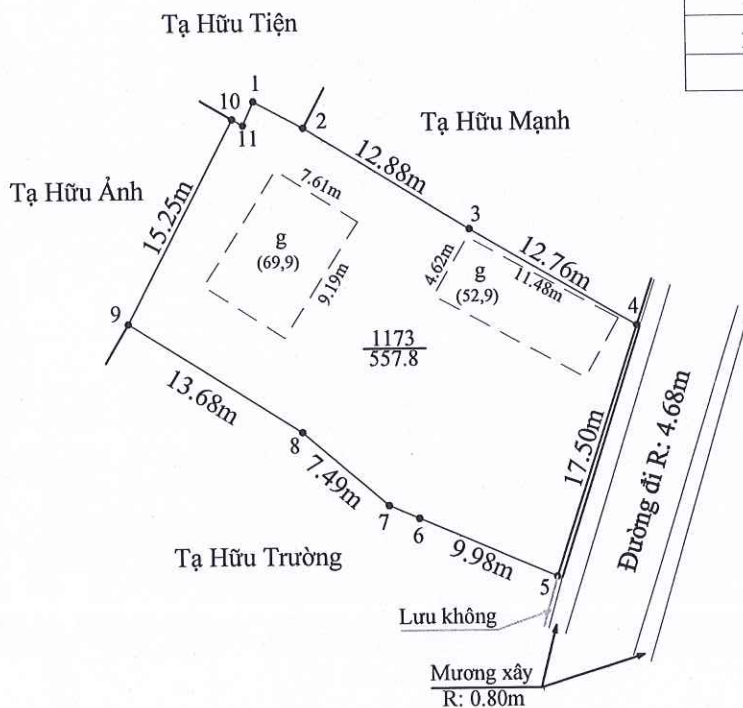 Tạ Hữu Tiện
1
10
11
2
Tạ Hữu Mạnh
12.88m
Tạ Hữu Ảnh
15.25m
7.61m
g
(69,9)
9.19m
3
12.76m
4.62m
g
(52,9)
11.48m
4
9
1173
557.8
13.68m
17.50m
Đường đi R: 4.68m
8
7.49m
7
6
9.98m
Tạ Hữu Trường
5
Lưu không
Mương xây
R: 0.80m